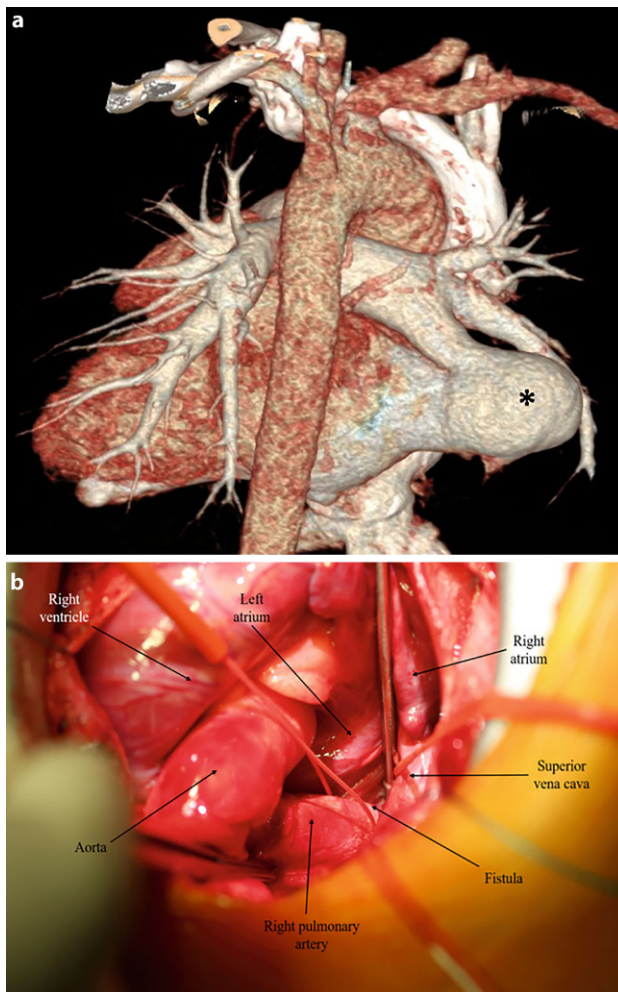 a
*
b
Right
ventricle
Left
atrium
Right
atrium
Superior
vena cava
Aorta
Fistula
Right pulmonary
artery